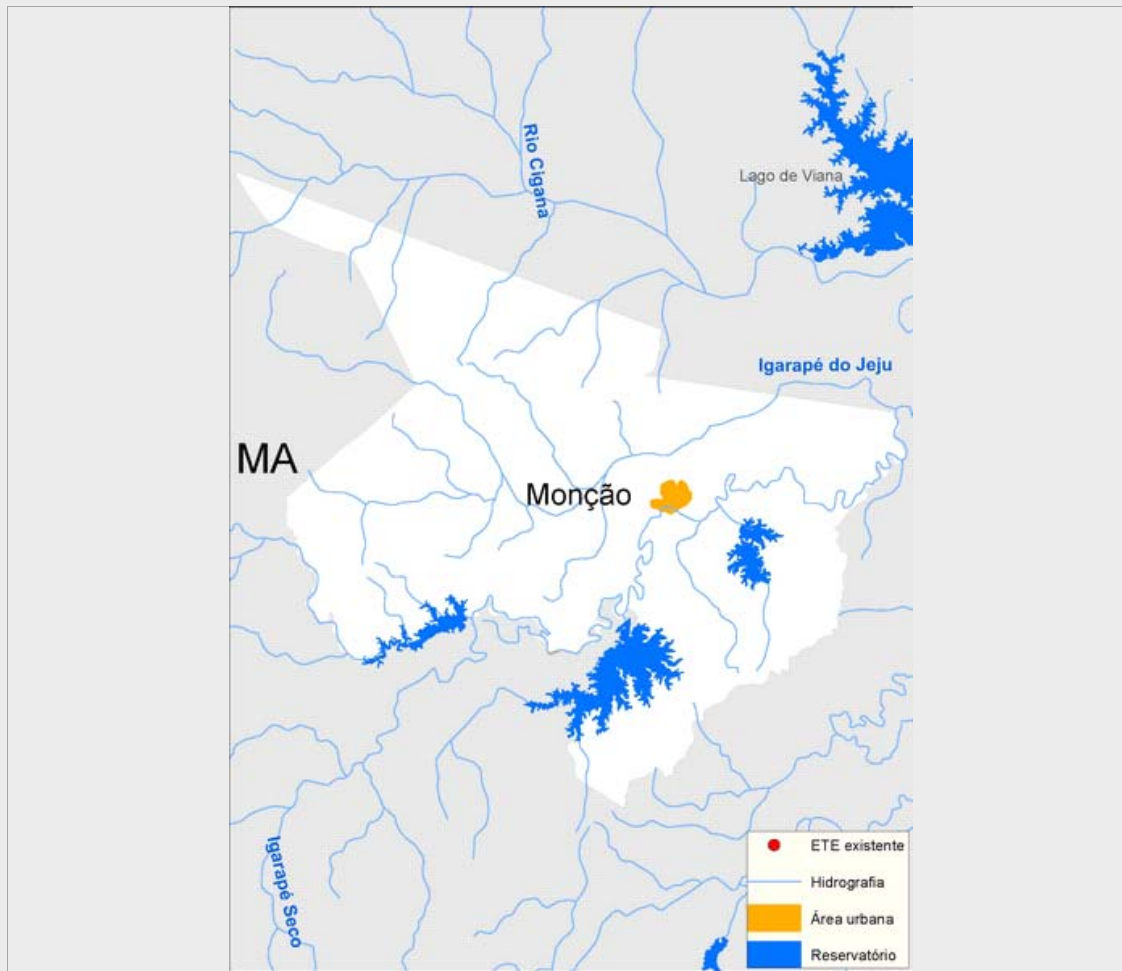 Rio Cigana
Lago de Viana
Igarapé do Jeju
MA
Monção
Igarapé Seco
ETE existente
Hidrografia
Área urbana
Reservatório